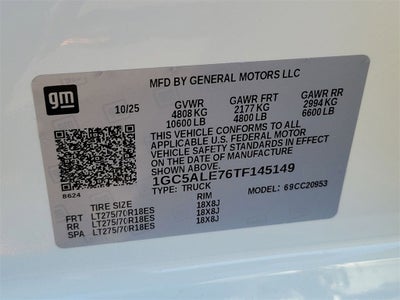 MFD BY GENERAL MOTORS LLC
gm
10/25 GVWR GAWR FRT GAWR RR
4808 KG 2177 KG 2994 KG
10600 LB 4800 LB 6600 LB
THIS VEHICLE CONFORMS TO ALL
APPLICABLE U.S. FEDERAL MOTOR
VEHICLE SAFETY STANDARDS IN EFFECT
ON THE DATE OF MANUFACTURE
SHOWN ABOVE.
1GC5ALE76TF145149
B624 TYPE: TRUCK MODEL: 69CC20953
TIRE SIZE RIM
FRT LT275/70R18ES 18X8J
RR LT275/70R18ES 18X8J
SPA LT275/70R18ES 18X8J